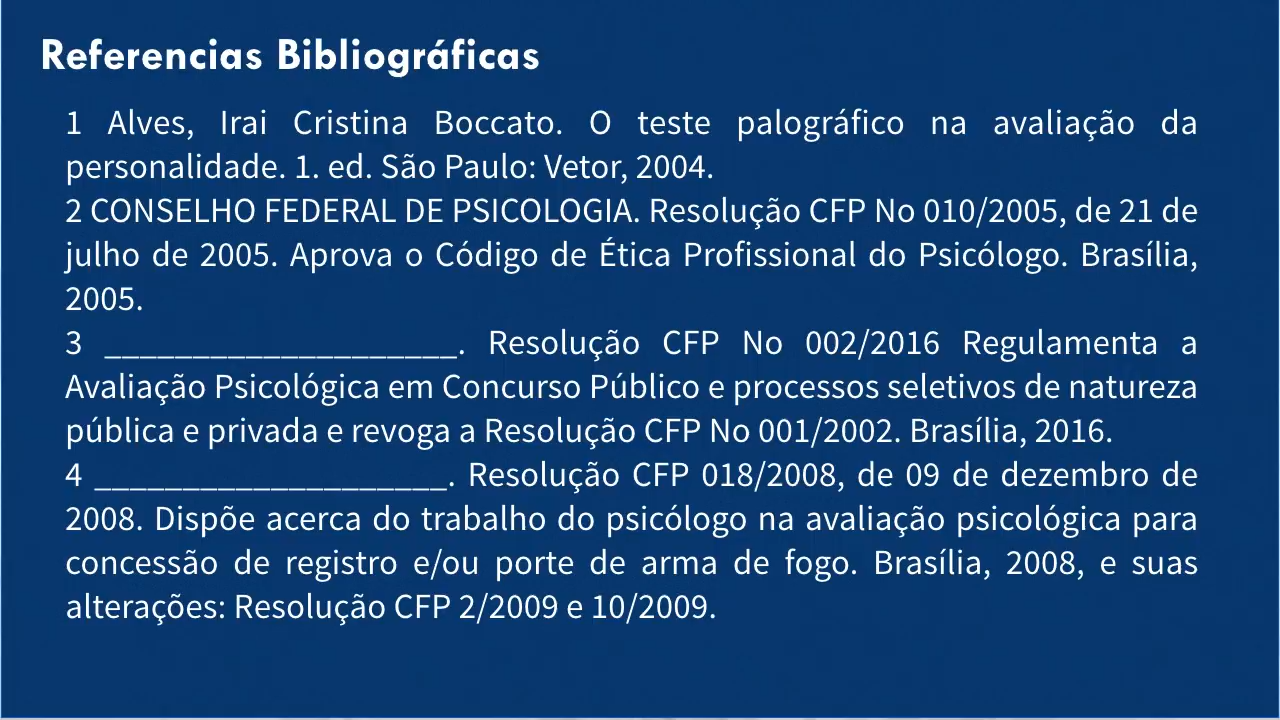 Referencias Bibliográficas
1 Alves, Irai Cristina Boccato. O teste palográfico na avaliação da
personalidade. 1. ed. São Paulo: Vetor, 2004.
2 CONSELHO FEDERAL DE PSICOLOGIA. Resolução CFP No 010/2005, de 21 de
julho de 2005. Aprova o Código de Ética Profissional do Psicólogo. Brasília,
2005.
3 ____________________. Resolução CFP No 002/2016 Regulamenta a
Avaliação Psicológica em Concurso Público e processos seletivos de natureza
pública e privada e revoga a Resolução CFP No 001/2002. Brasília, 2016.
4 ____________________. Resolução CFP 018/2008, de 09 de dezembro de
2008. Dispõe acerca do trabalho do psicólogo na avaliação psicológica para
concessão de registro e/ou porte de arma de fogo. Brasília, 2008, e suas
alterações: Resolução CFP 2/2009 e 10/2009.